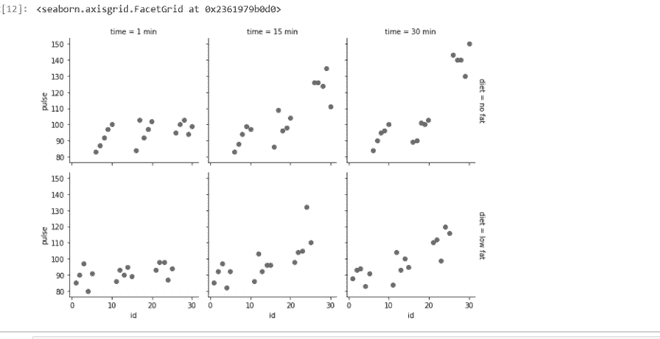 [12]: <seaborn.axisgrid.FacetGrid at 0x2361979b0d0>
time = 1 min
time = 15 min
time = 30 min
150
140
130
120
110
100
90
80
pulse
diet = no fat
150
140
130
120
110
100
90
80
pulse
diet = low fat
0 10 20 30
0 10 20 30
0 10 20 30
id
id
id